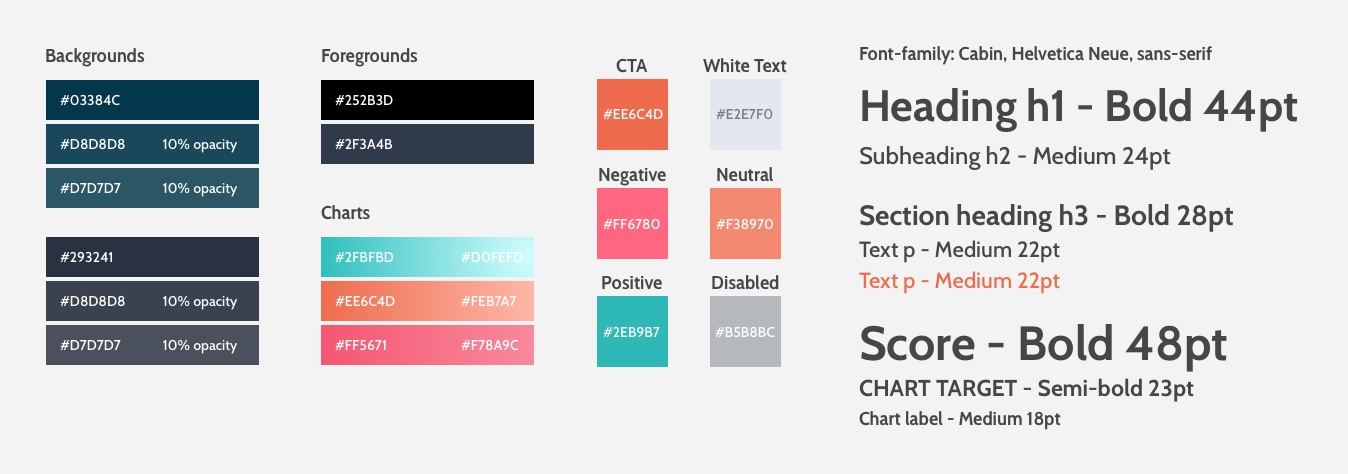 Backgrounds
#03384C
#D8D8D8 10% opacity
#D7D7D7 10% opacity
#293241
#D8D8D8 10% opacity
#D7D7D7 10% opacity
Foregrounds
#252B3D
#2F3A4B
Charts
#2FBFBD #D0FEFD
#EE6C4D #FEB7A7
#FF5671 #F78A9C
CTA
#EE6C4D
White Text
#E2E7F0
Negative
#FF6780
Neutral
#F38970
Positive
#2EB9B7
Disabled
#B5B8BC
Font-family: Cabin, Helvetica Neue, sans-serif
Heading h1 - Bold 44pt
Subheading h2 - Medium 24pt
Section heading h3 - Bold 28pt
Text p - Medium 22pt
Text p - Medium 22pt
Score - Bold 48pt
CHART TARGET - Semi-bold 23pt
Chart label - Medium 18pt